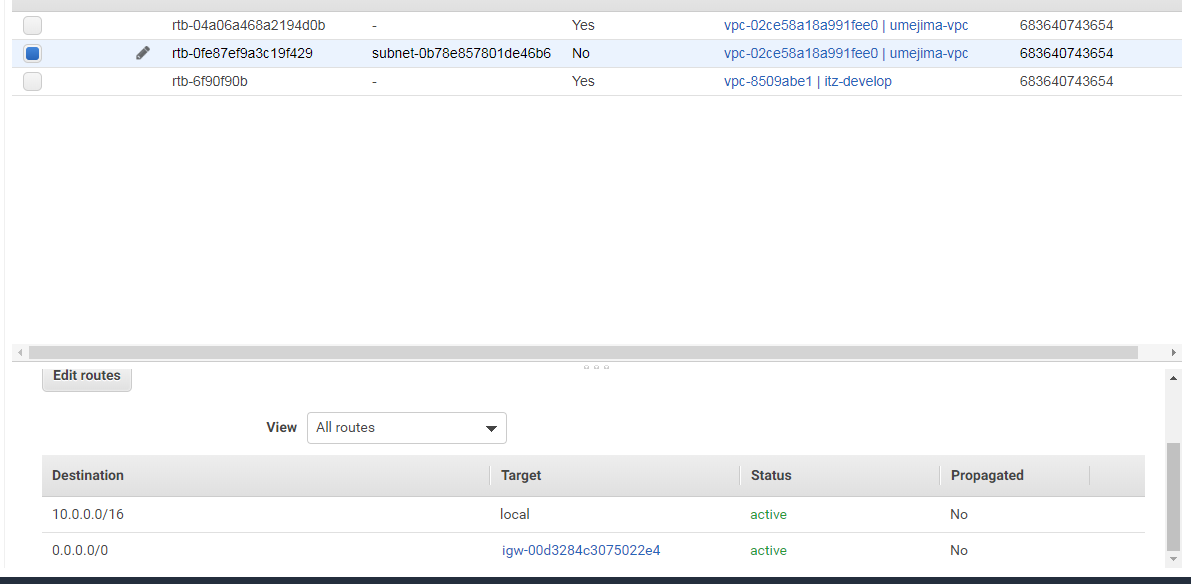 rtb-04a06a468a2194d0b - Yes vpc-02ce58a18a991fee0 | umejima-vpc 683640743654
rtb-0fe87ef9a3c19f429 subnet-0b78e857801de46b6 No vpc-02ce58a18a991fee0 | umejima-vpc 683640743654
rtb-6f90f90b - Yes vpc-8509abe1 | itz-develop 683640743654
Edit routes
View All routes
Destination Target Status Propagated
10.0.0.0/16 local active No
0.0.0.0/0 igw-00d3284c3075022e4 active No